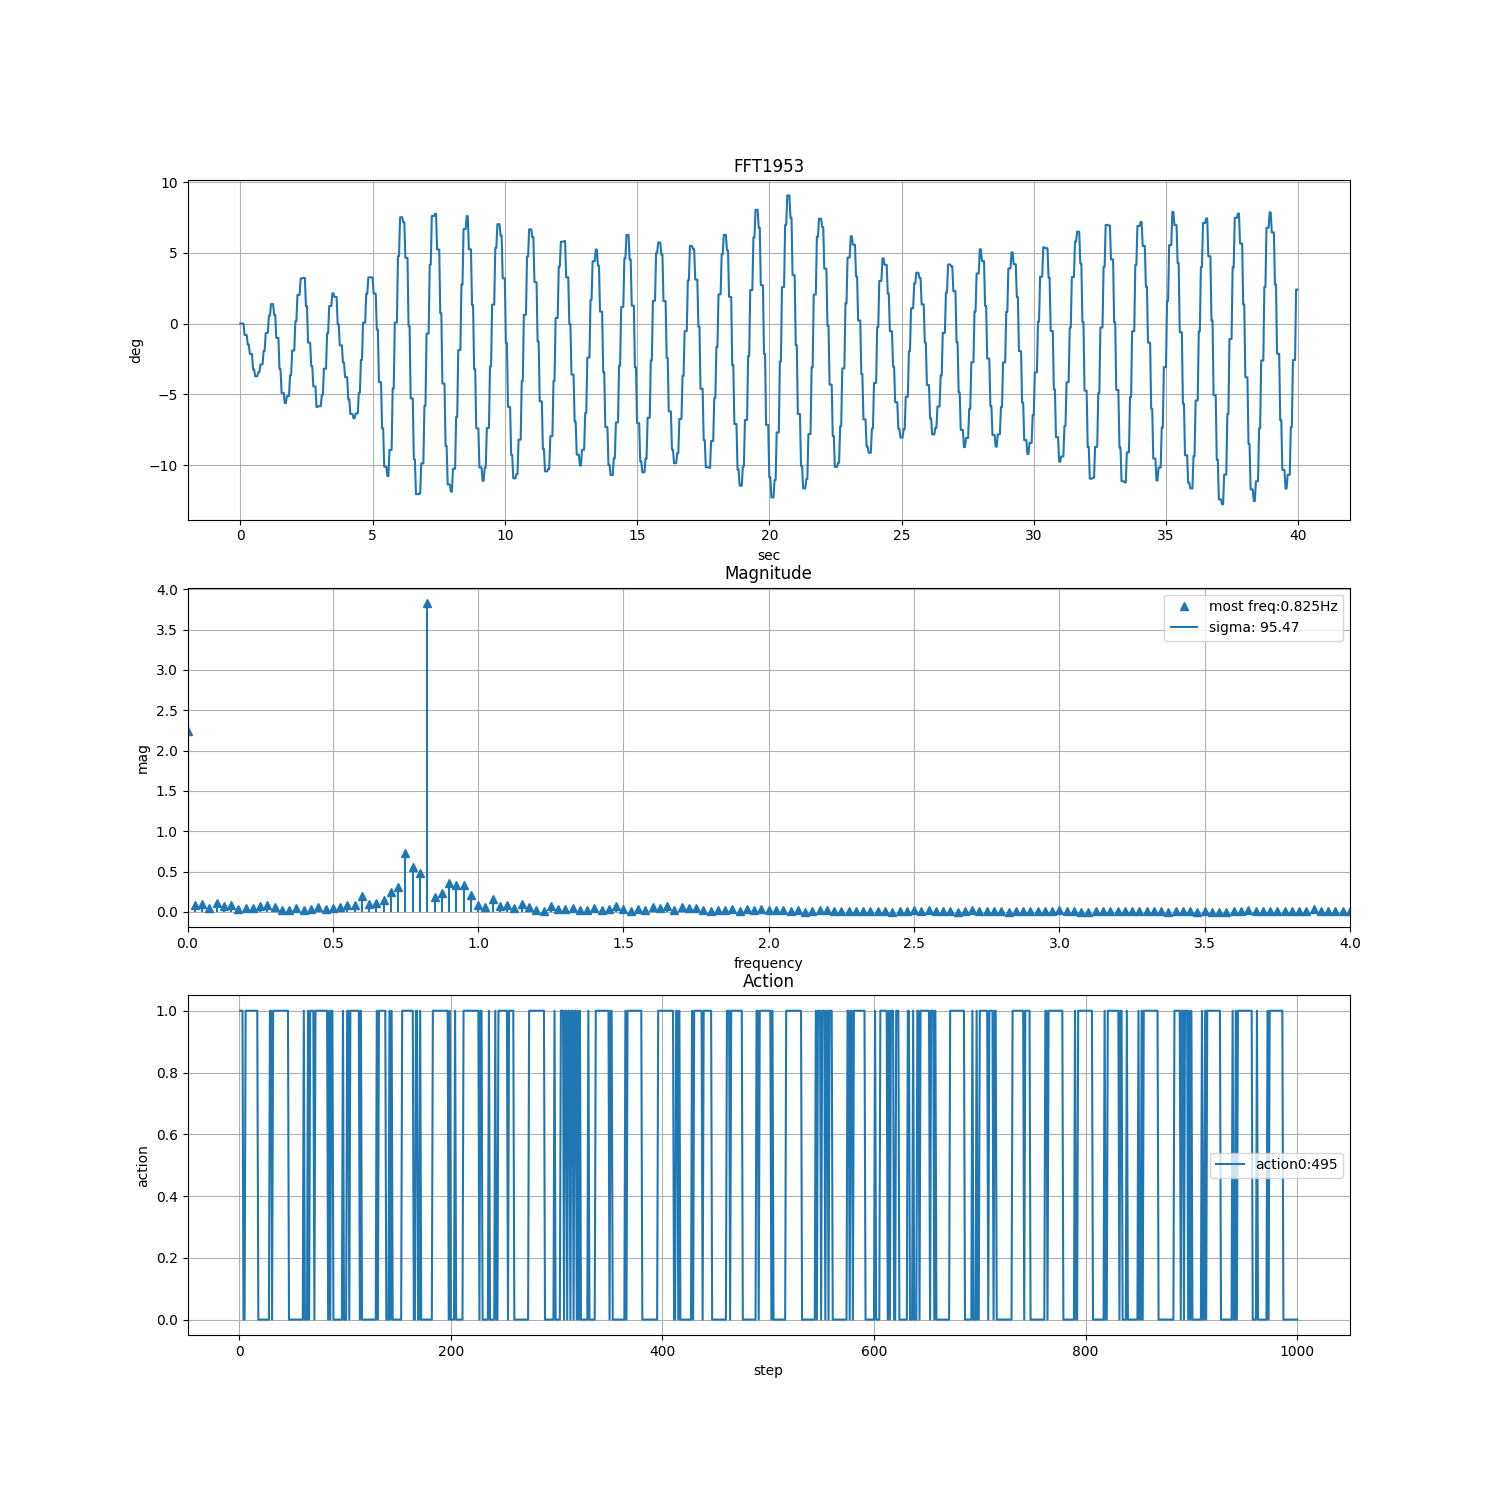 FFT1953
10
5
0
−5
−10
deg
0 5 10 15 20 25 30 35 40
sec
Magnitude
4.0
3.5
3.0
2.5
2.0
1.5
1.0
0.5
0.0
mag
most freq:0.825Hz
sigma: 95.47
0.0 0.5 1.0 1.5 2.0 2.5 3.0 3.5 4.0
frequency
Action
1.0
0.8
0.6
0.4
0.2
0.0
action
action0:495
0 200 400 600 800 1000
step